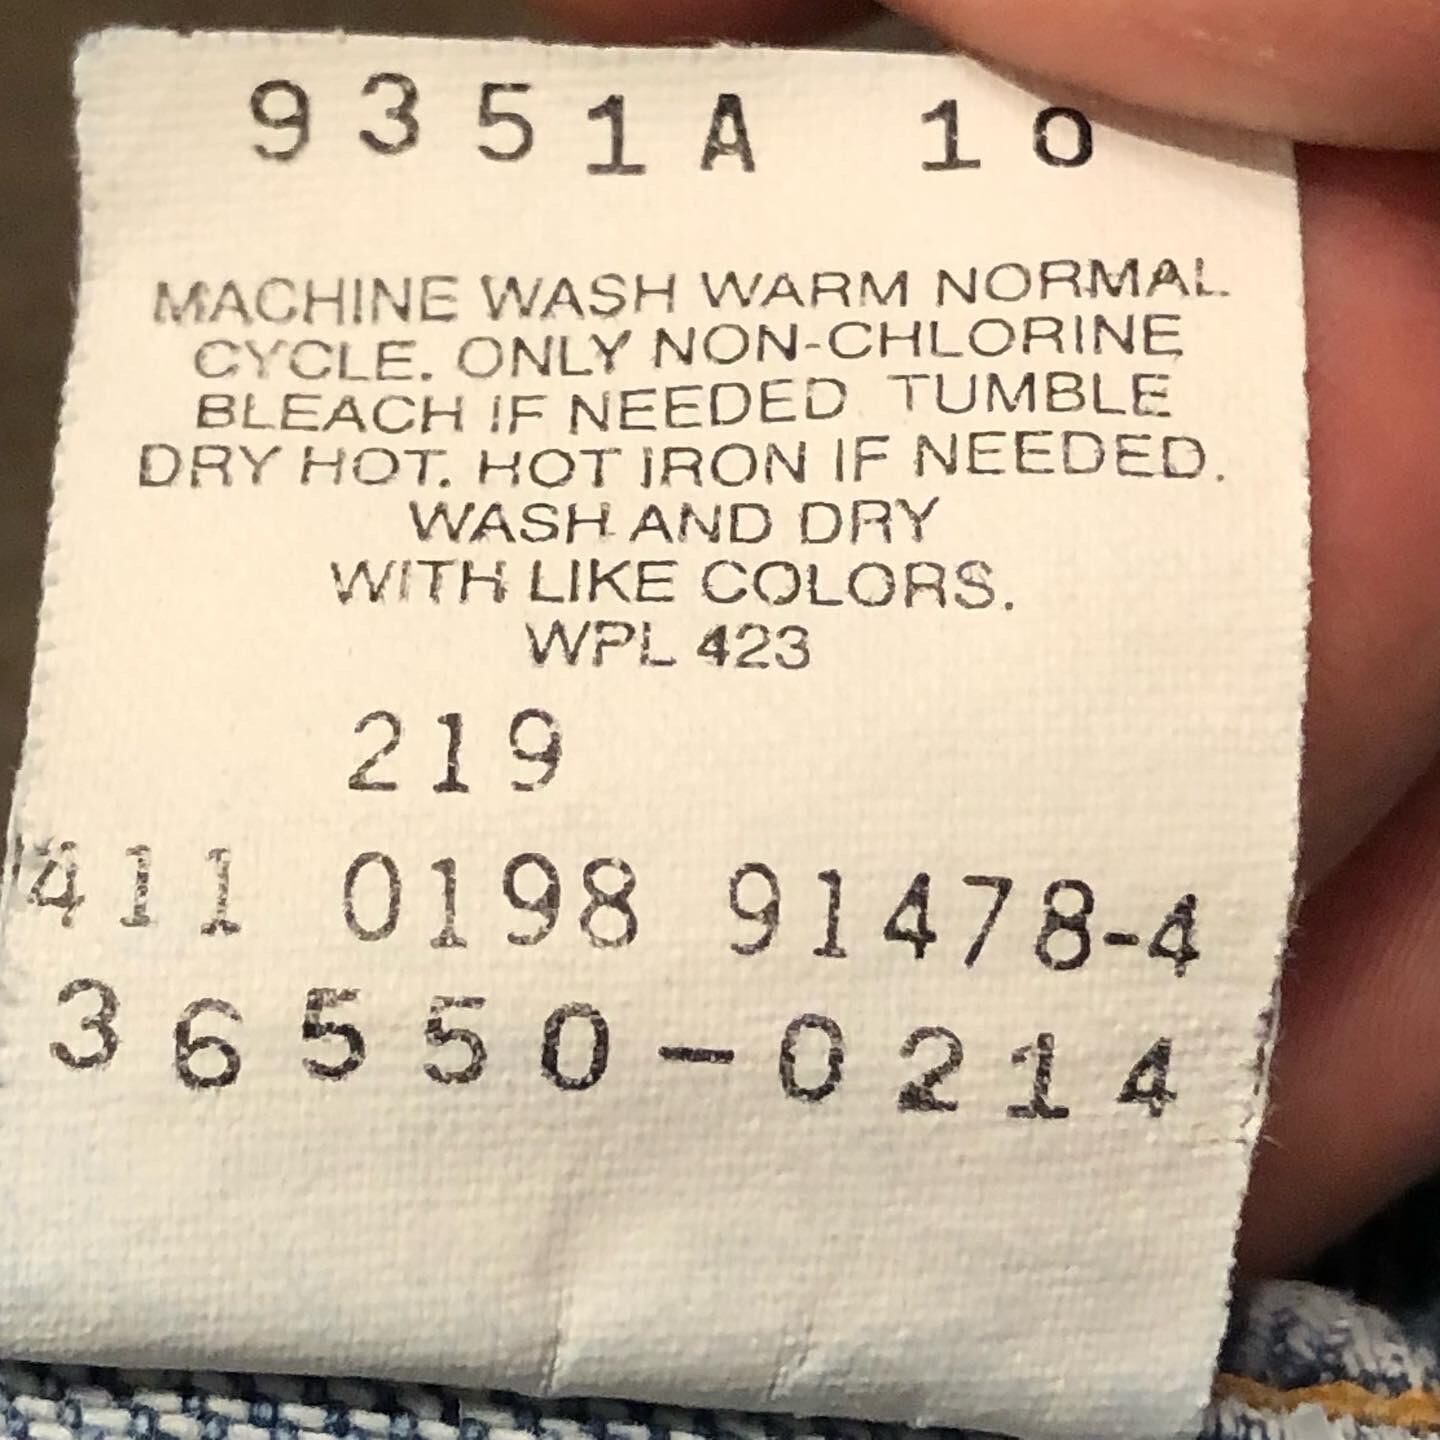 9351A 10
MACHINE WASH WARM NORMAL
CYCLE. ONLY NON-CHLORINE
BLEACH IF NEEDED TUMBLE
DRY HOT. HOT IRON IF NEEDED.
WASH AND DRY
WITH LIKE COLORS.
WPL 423
219
411 0198 91478-4
36550-0214